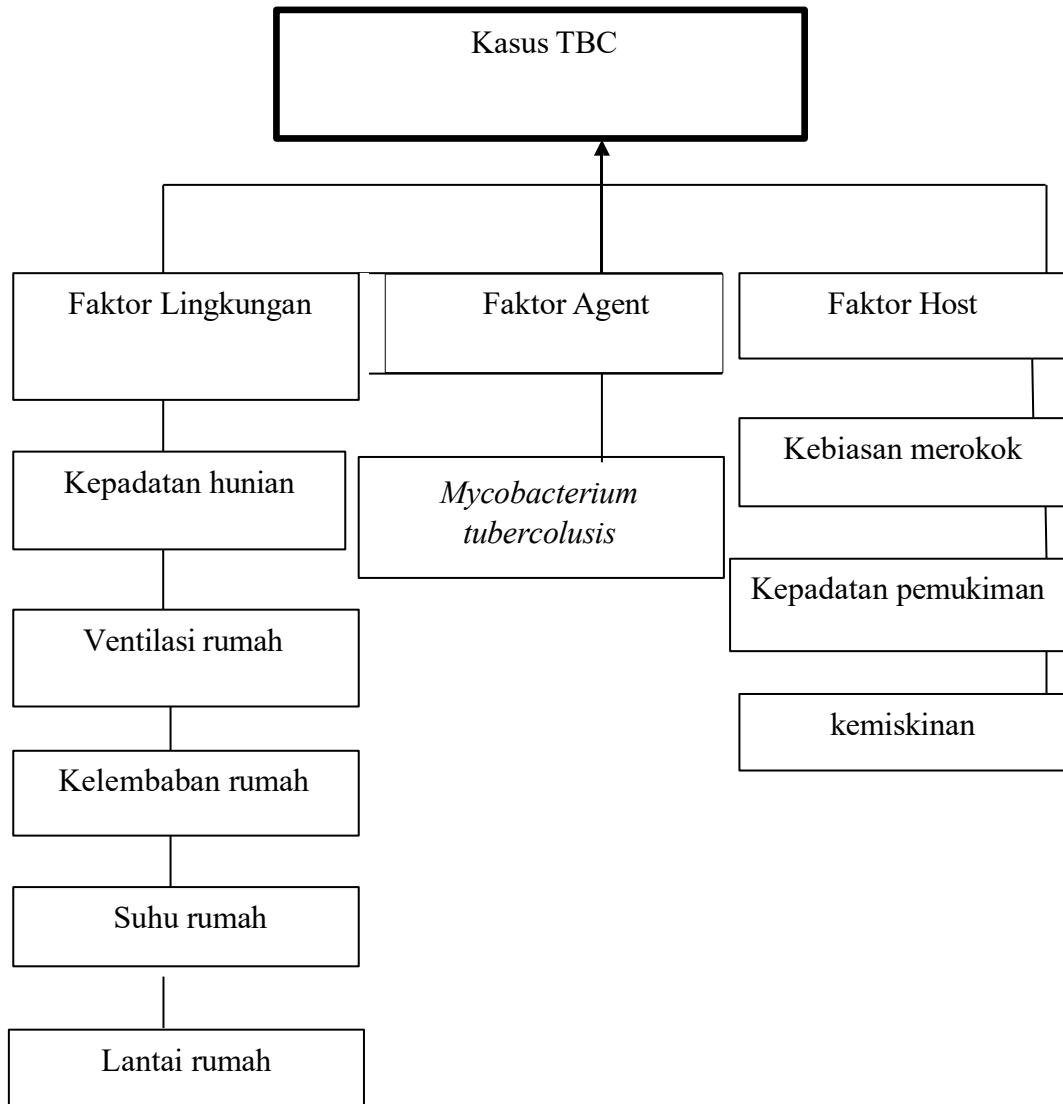 Kasus TBC
Faktor Lingkungan
Faktor Agent
Faktor Host
Kepadatan hunian
Mycobacterium
tubercolusis
Kebiasan merokok
Ventilasi rumah
Kepadatan pemukiman
Kelembaban rumah
kemiskinan
Suhu rumah
Lantai rumah